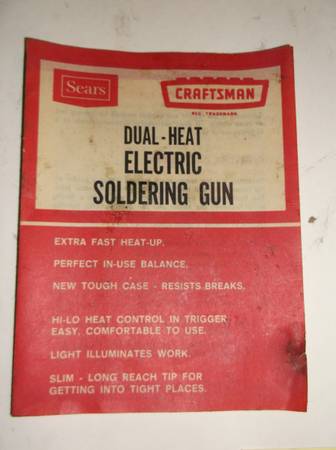 Sears
CRAFTSMAN
REG. TRADEMARK
DUAL-HEAT
ELECTRIC
SOLDERING GUN
EXTRA FAST HEAT-UP.
PERFECT IN-USE BALANCE.
NEW TOUGH CASE - RESISTS BREAKS.
HI-LO HEAT CONTROL IN TRIGGER
EASY, COMFORTABLE TO USE.
LIGHT ILLUMINATES WORK.
SLIM - LONG REACH TIP FOR
GETTING INTO TIGHT PLACES.